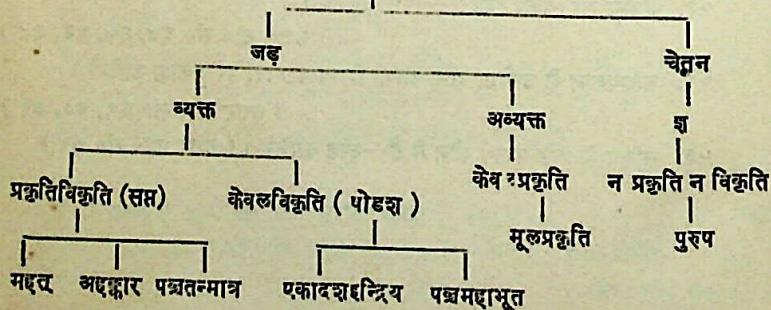 जड़ चेतन
व्यक्त अव्यक्त ज्ञ
प्रकृतिविकृति (सप्त) केवलविकृति ( षोडश ) केव प्रकृति न प्रकृति न विकृति
मूलप्रकृति पुरुष
महत् अहङ्कार पञ्चतन्मात्र एकादशइन्द्रिय पञ्चमहाभूत